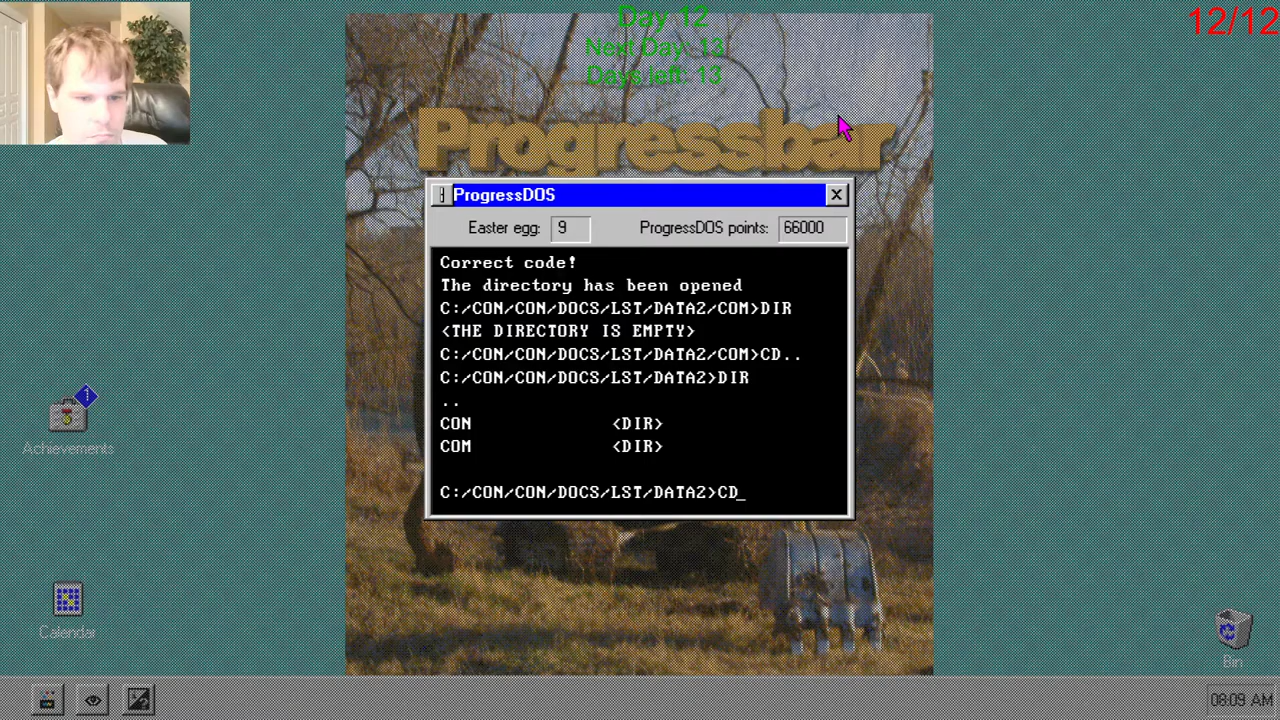 Day 12
Next Day: 13
Days left: 13
12/12
Progressbar
ProgressDOS
Easter egg: 9 ProgressDOS points: 66000
Correct code!
The directory has been opened
C:/CON/CON/DOCS/LST/DATA2/COM>DIR
<THE DIRECTORY IS EMPTY>
C:/CON/CON/DOCS/LST/DATA2/COM>CD..
C:/CON/CON/DOCS/LST/DATA2>DIR
..
CON <DIR>
COM <DIR>
C:/CON/CON/DOCS/LST/DATA2>CD_
1
Achievements
Calendar
Bin
08:09 AM